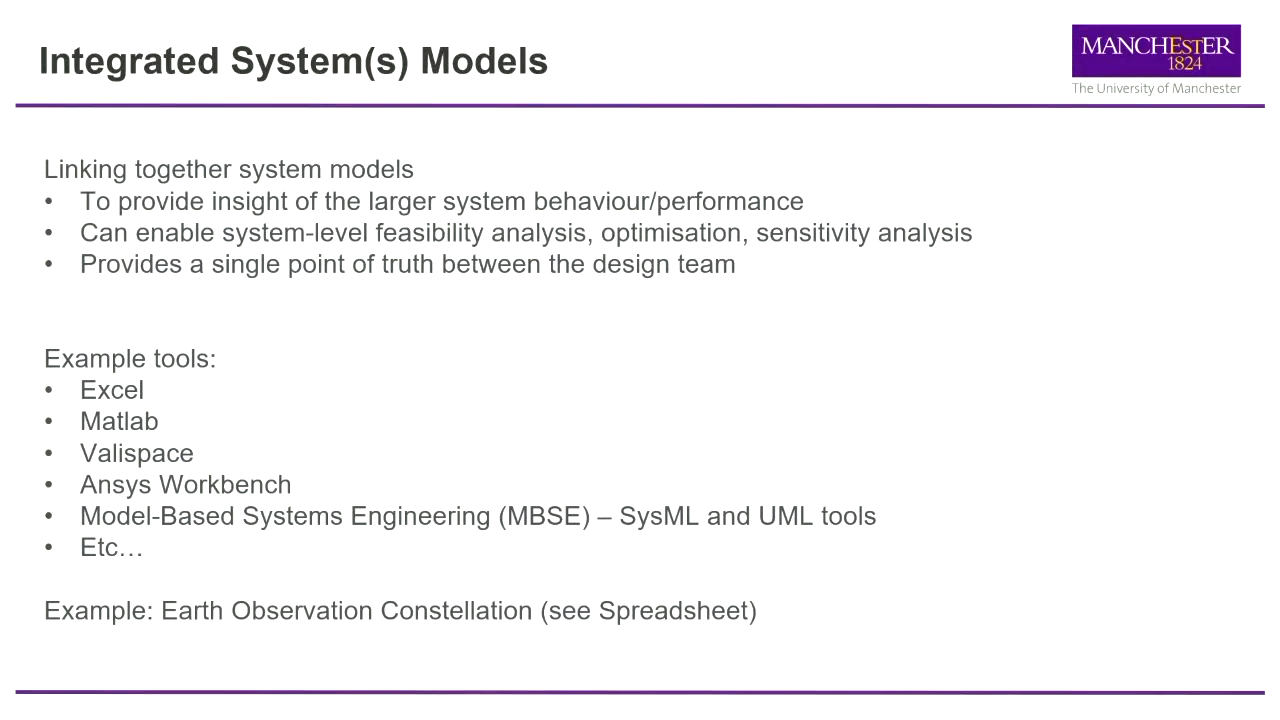 Integrated System(s) Models
MANCHESTER
1824
The University of Manchester
Linking together system models
• To provide insight of the larger system behaviour/performance
• Can enable system-level feasibility analysis, optimisation, sensitivity analysis
• Provides a single point of truth between the design team
Example tools:
• Excel
• Matlab
• Valispace
• Ansys Workbench
• Model-Based Systems Engineering (MBSE) – SysML and UML tools
• Etc…
Example: Earth Observation Constellation (see Spreadsheet)